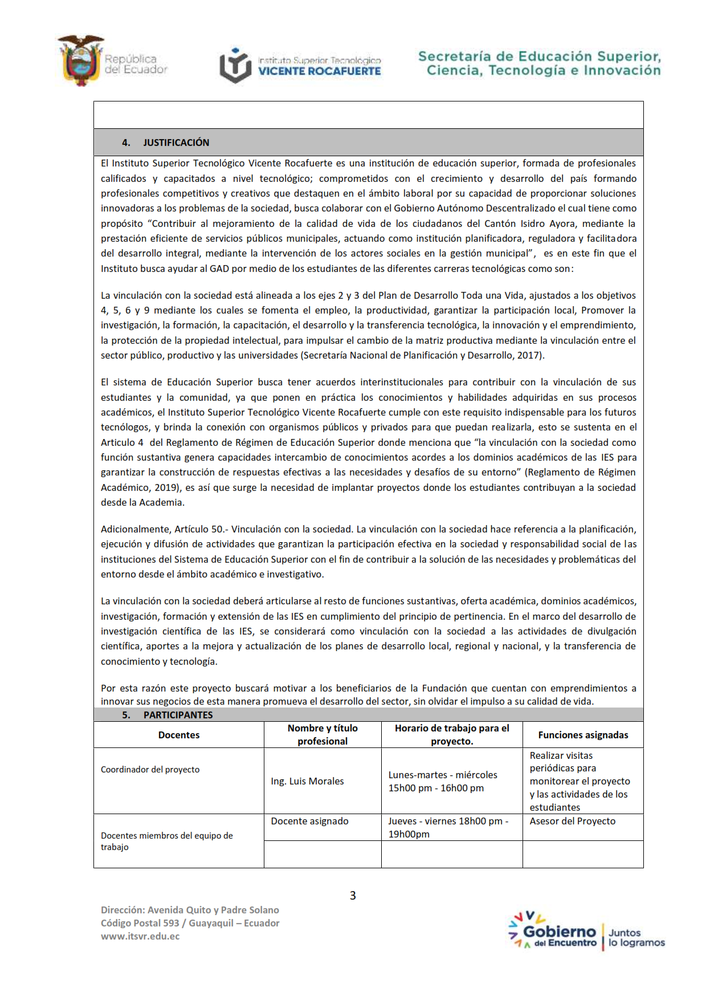 República
del Ecuador
Instituto Superior Tecnológico
VICENTE ROCAFUERTE
Secretaría de Educación Superior,
Ciencia, Tecnología e Innovación
4. JUSTIFICACIÓN
El Instituto Superior Tecnológico Vicente Rocafuerte es una institución de educación superior, formada de profesionales
calificados y capacitados a nivel tecnológico; comprometidos con el crecimiento y desarrollo del país formando
profesionales competitivos y creativos que destaquen en el ámbito laboral por su capacidad de proporcionar soluciones
innovadoras a los problemas de la sociedad, busca colaborar con el Gobierno Autónomo Descentralizado el cual tiene como
propósito “Contribuir al mejoramiento de la calidad de vida de los ciudadanos del Cantón Isidro Ayora, mediante la
prestación eficiente de servicios públicos municipales, actuando como institución planificadora, reguladora y facilitadora
del desarrollo integral, mediante la intervención de los actores sociales en la gestión municipal”, es en este fin que el
Instituto busca ayudar al GAD por medio de los estudiantes de las diferentes carreras tecnológicas como son:
La vinculación con la sociedad está alineada a los ejes 2 y 3 del Plan de Desarrollo Toda una Vida, ajustados a los objetivos
4, 5, 6 y 9 mediante los cuales se fomenta el empleo, la productividad, garantizar la participación local, Promover la
investigación, la formación, la capacitación, el desarrollo y la transferencia tecnológica, la innovación y el emprendimiento,
la protección de la propiedad intelectual, para impulsar el cambio de la matriz productiva mediante la vinculación entre el
sector público, productivo y las universidades (Secretaría Nacional de Planificación y Desarrollo, 2017).
El sistema de Educación Superior busca tener acuerdos interinstitucionales para contribuir con la vinculación de sus
estudiantes y la comunidad, ya que ponen en práctica los conocimientos y habilidades adquiridas en sus procesos
académicos, el Instituto Superior Tecnológico Vicente Rocafuerte cumple con este requisito indispensable para los futuros
tecnólogos, y brinda la conexión con organismos públicos y privados para que puedan realizarla, esto se sustenta en el
Articulo 4 del Reglamento de Régimen de Educación Superior donde menciona que “la vinculación con la sociedad como
función sustantiva genera capacidades intercambio de conocimientos acordes a los dominios académicos de las IES para
garantizar la construcción de respuestas efectivas a las necesidades y desafíos de su entorno” (Reglamento de Régimen
Académico, 2019), es así que surge la necesidad de implantar proyectos donde los estudiantes contribuyan a la sociedad
desde la Academia.
Adicionalmente, Artículo 50.- Vinculación con la sociedad. La vinculación con la sociedad hace referencia a la planificación,
ejecución y difusión de actividades que garantizan la participación efectiva en la sociedad y responsabilidad social de las
instituciones del Sistema de Educación Superior con el fin de contribuir a la solución de las necesidades y problemáticas del
entorno desde el ámbito académico e investigativo.
La vinculación con la sociedad deberá articularse al resto de funciones sustantivas, oferta académica, dominios académicos,
investigación, formación y extensión de las IES en cumplimiento del principio de pertinencia. En el marco del desarrollo de
investigación científica de las IES, se considerará como vinculación con la sociedad a las actividades de divulgación
científica, aportes a la mejora y actualización de los planes de desarrollo local, regional y nacional, y la transferencia de
conocimiento y tecnología.
Por esta razón este proyecto buscará motivar a los beneficiarios de la Fundación que cuentan con emprendimientos a
innovar sus negocios de esta manera promueva el desarrollo del sector, sin olvidar el impulso a su calidad de vida.
5. PARTICIPANTES
Docentes
Nombre y título
profesional
Horario de trabajo para el
proyecto.
Funciones asignadas
Coordinador del proyecto
Ing. Luis Morales
Lunes-martes - miércoles
15h00 pm - 16h00 pm
Realizar visitas
periódicas para
monitorear el proyecto
y las actividades de los
estudiantes
Docentes miembros del equipo de
trabajo
Docente asignado
Jueves - viernes 18h00 pm -
19h00pm
Asesor del Proyecto
3
Dirección: Avenida Quito y Padre Solano
Código Postal 593 / Guayaquil – Ecuador
www.itsvr.edu.ec
Gobierno
del Encuentro
Juntos
lo logramos